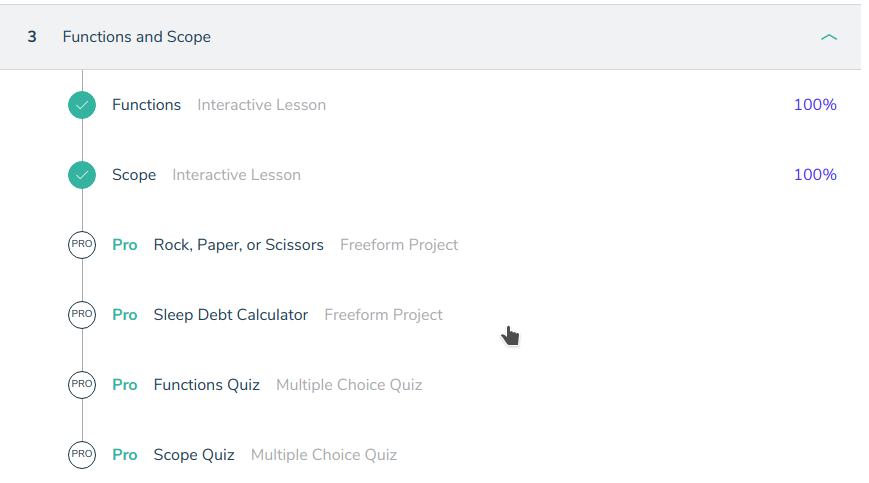 3 Functions and Scope
Functions Interactive Lesson 100%
Scope Interactive Lesson 100%
PRO Pro Rock, Paper, or Scissors Freeform Project
PRO Pro Sleep Debt Calculator Freeform Project
PRO Pro Functions Quiz Multiple Choice Quiz
PRO Pro Scope Quiz Multiple Choice Quiz